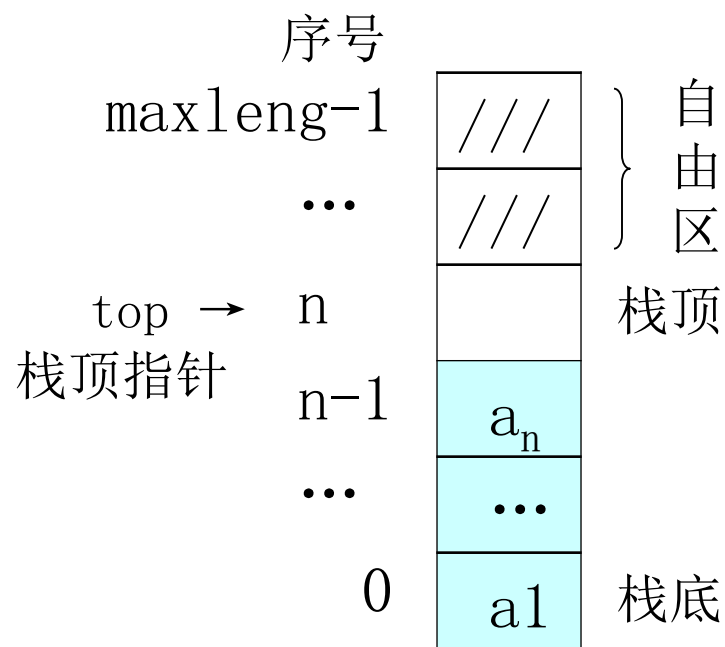 序号
maxleng-1 /// 自由区
… ///
top → n 栈顶
栈顶指针
n-1 an
… …
0 a1 栈底